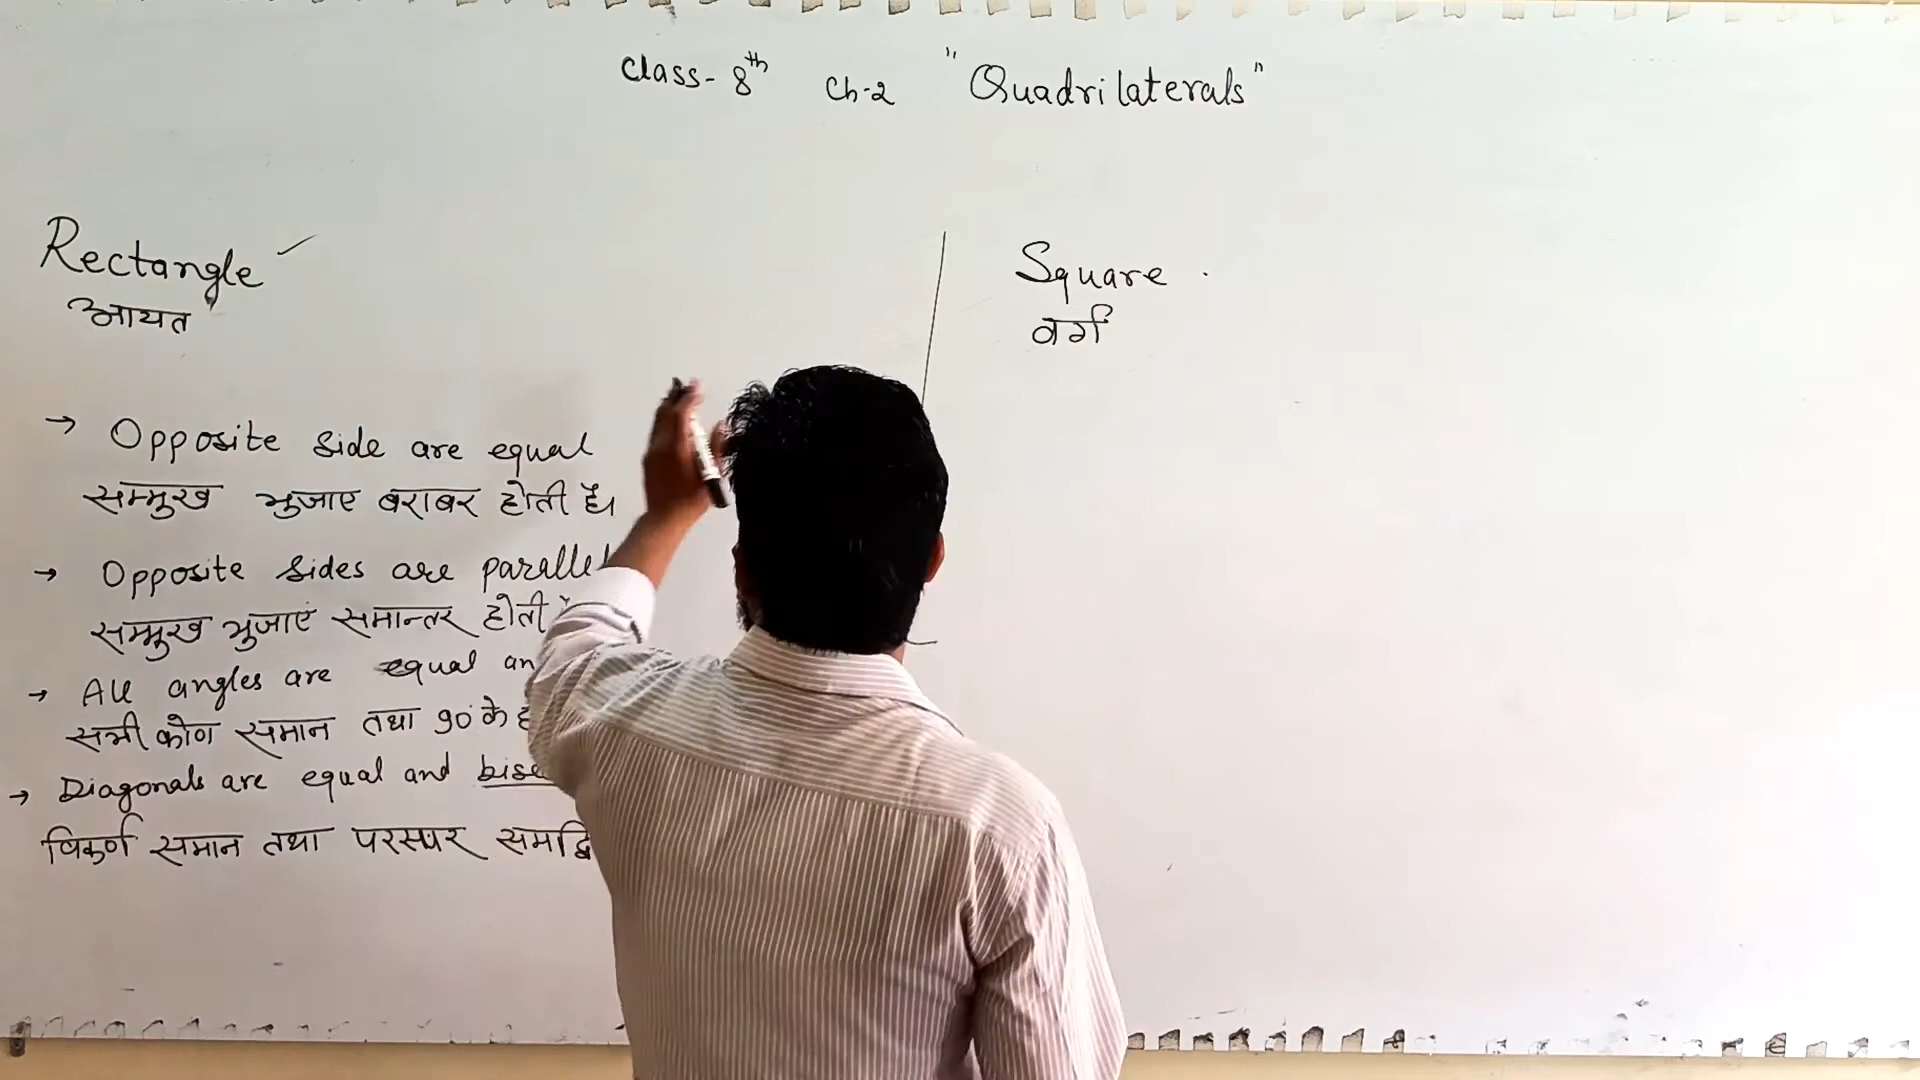 Class- 8th Ch-2 "Quadrilaterals"
Rectangle
आयत
→ Opposite side are equal
सम्मुख भुजाए बराबर होती है।
→ Opposite sides are parallel
सम्मुख भुजाएं समान्तर होती
→ All angles are equal an
सभी कोण समान तथा 90° के ह
→ Diagonals are equal and bise
विकर्ण समान तथा परस्पर समद्वि
Square
वर्ग